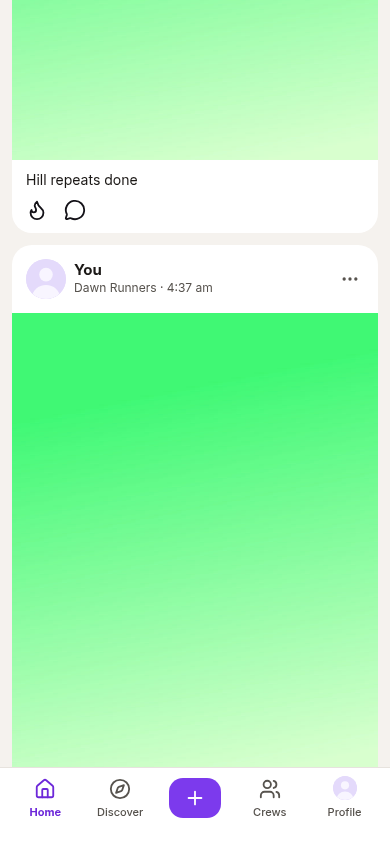 Hill repeats done
You
Dawn Runners · 4:37 am
Home
Discover
Crews
Profile